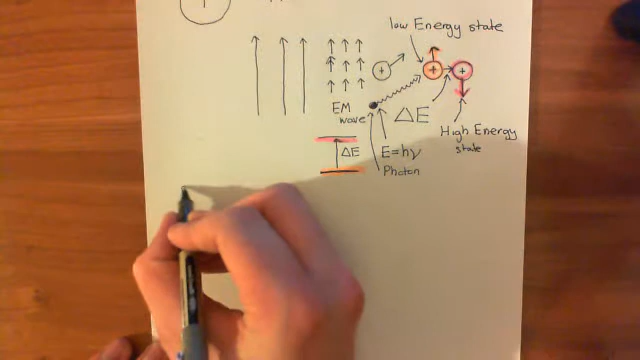 low Energy state
+
+
+
EM
wave
ΔE
High Energy
state
ΔE
E=hν
Photon